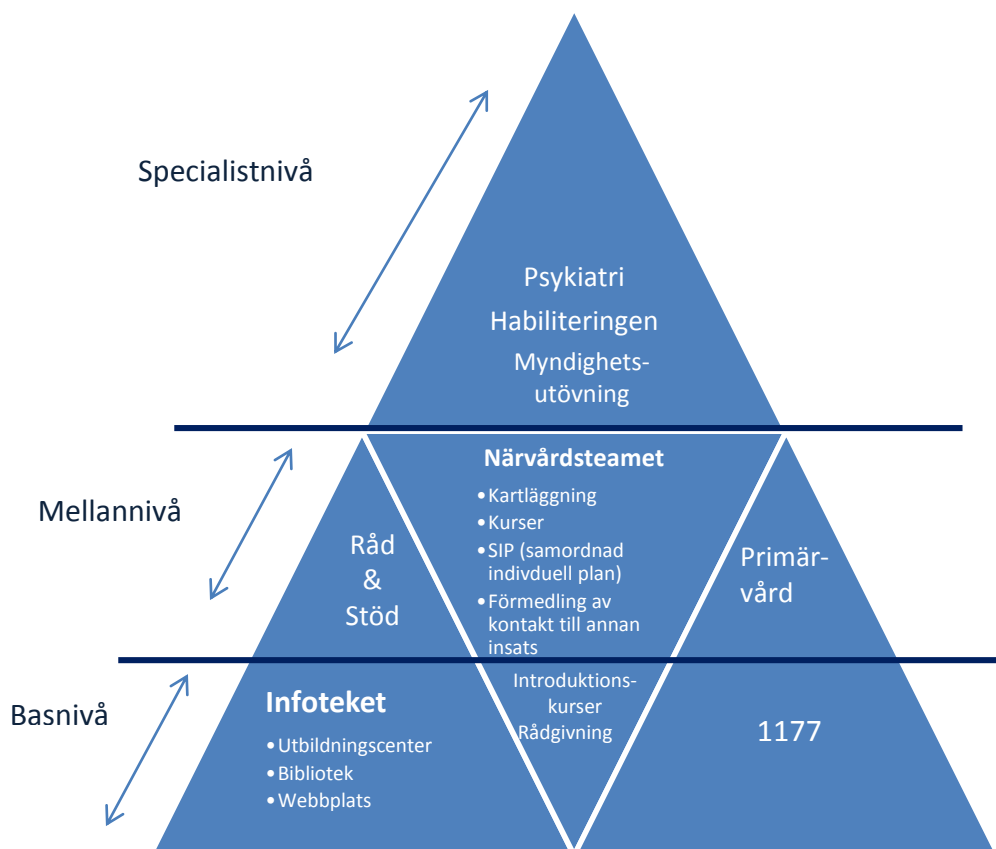 Specialistnivå
Psykiatri
Habiliteringen
Myndighets-
utövning
Mellannivå
Råd
&
Stöd
Närvårdsteamet
• Kartläggning
• Kurser
• SIP (samordnad
indivduell plan)
• Förmedling av
kontakt till annan
insats
Primär-
vård
Basnivå
Infoteket
• Utbildningscenter
• Bibliotek
• Webbplats
Introduktions-
kurser
Rådgivning
1177